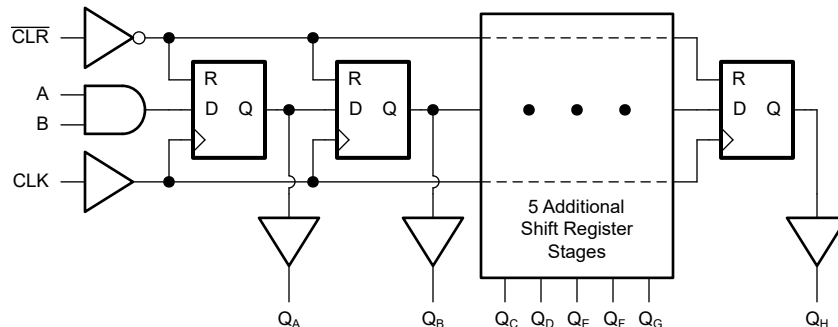 CLR
R
R
R
A
D Q
D Q
D Q
B
CLK
5 Additional
Shift Register
Stages
QA
QB
QC
QD
QE
QF
QG
QH